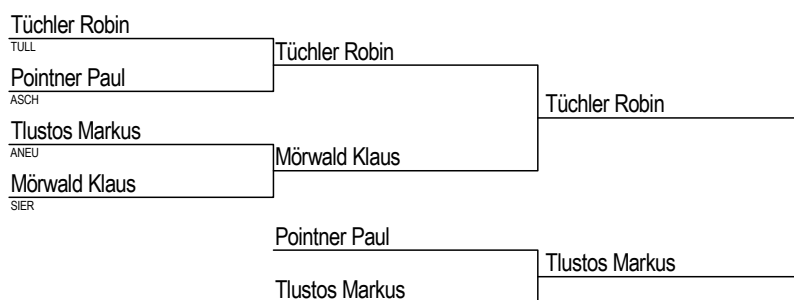 Tüchler Robin
TULL
Tüchler Robin
Pointner Paul
ASCH
Tüchler Robin
Tlustos Markus
ANEU
Mörwald Klaus
Mörwald Klaus
SIER
Pointner Paul
Tlustos Markus
Tlustos Markus